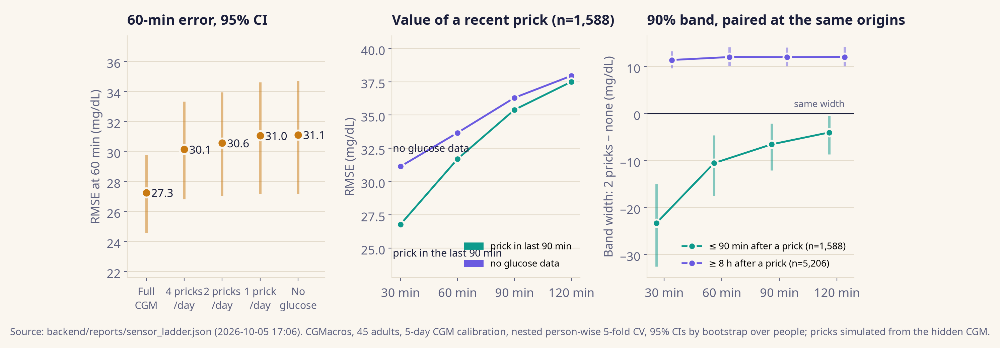 60-min error, 95% CI
RMSE at 60 min (mg/dL)
36
34
32
30
28
26
24
22
27.3
30.1
30.6
31.0
31.1
Full CGM
4 pricks /day
2 pricks /day
1 prick /day
No glucose
Value of a recent prick (n=1,588)
RMSE (mg/dL)
40.0
37.5
35.0
32.5
30.0
27.5
25.0
no glucose data
prick in the last 90 min
prick in last 90 min
no glucose data
30 min
60 min
90 min
120 min
90% band, paired at the same origins
Band width: 2 pricks – none (mg/dL)
10
0
−10
−20
−30
same width
≤ 90 min after a prick (n=1,588)
≥ 8 h after a prick (n=5,206)
30 min
60 min
90 min
120 min
Source: backend/reports/sensor_ladder.json (2026-10-05 17:06). CGMacros, 45 adults, 5-day CGM calibration, nested person-wise 5-fold CV, 95% CIs by bootstrap over people; pricks simulated from the hidden CGM.